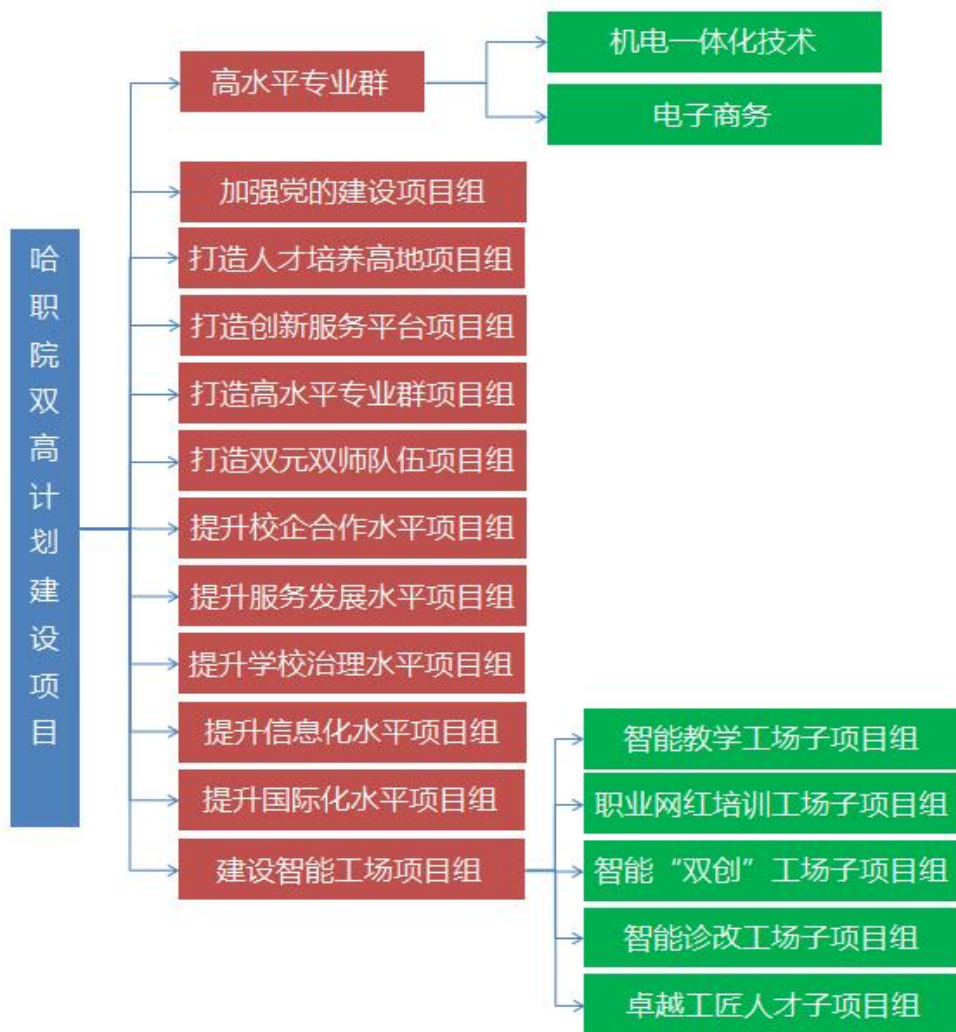 哈职院双高计划建设项目
高水平专业群
机电一体化技术
电子商务
加强党的建设项目组
打造人才培养高地项目组
打造创新服务平台项目组
打造高水平专业群项目组
打造双元双师队伍项目组
提升校企合作水平项目组
提升服务发展水平项目组
提升学校治理水平项目组
提升信息化水平项目组
提升国际化水平项目组
建设智能工场项目组
智能教学工场子项目组
职业网红培训工场子项目组
智能“双创”工场子项目组
智能诊改工场子项目组
卓越工匠人才子项目组